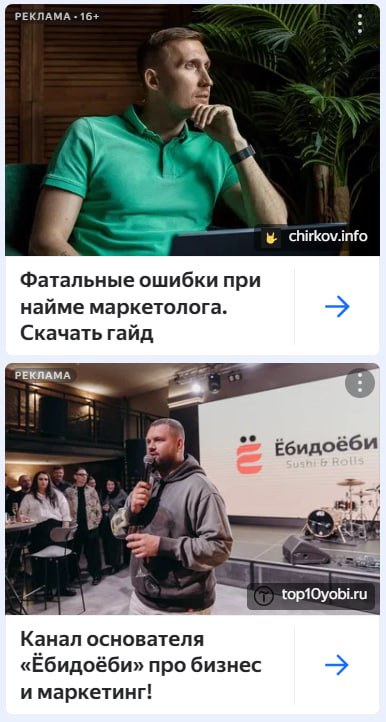 РЕКЛАМА • 16+
chirkov.info
Фатальные ошибки при
найме маркетолога.
Скачать гайд
РЕКЛАМА
Ёбидоёби
Sushi & Rolls
top10yobi.ru
Канал основателя
«Ёбидоёби» про бизнес
и маркетинг!